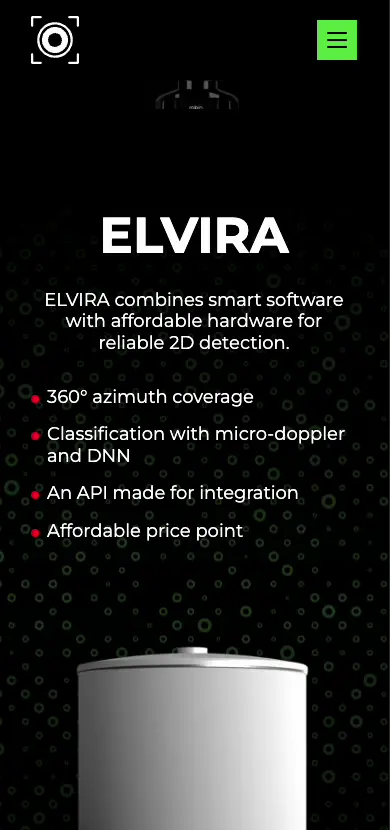 ELVIRA
ELVIRA combines smart software
with affordable hardware for
reliable 2D detection.
360° azimuth coverage
Classification with micro-doppler
and DNN
An API made for integration
Affordable price point